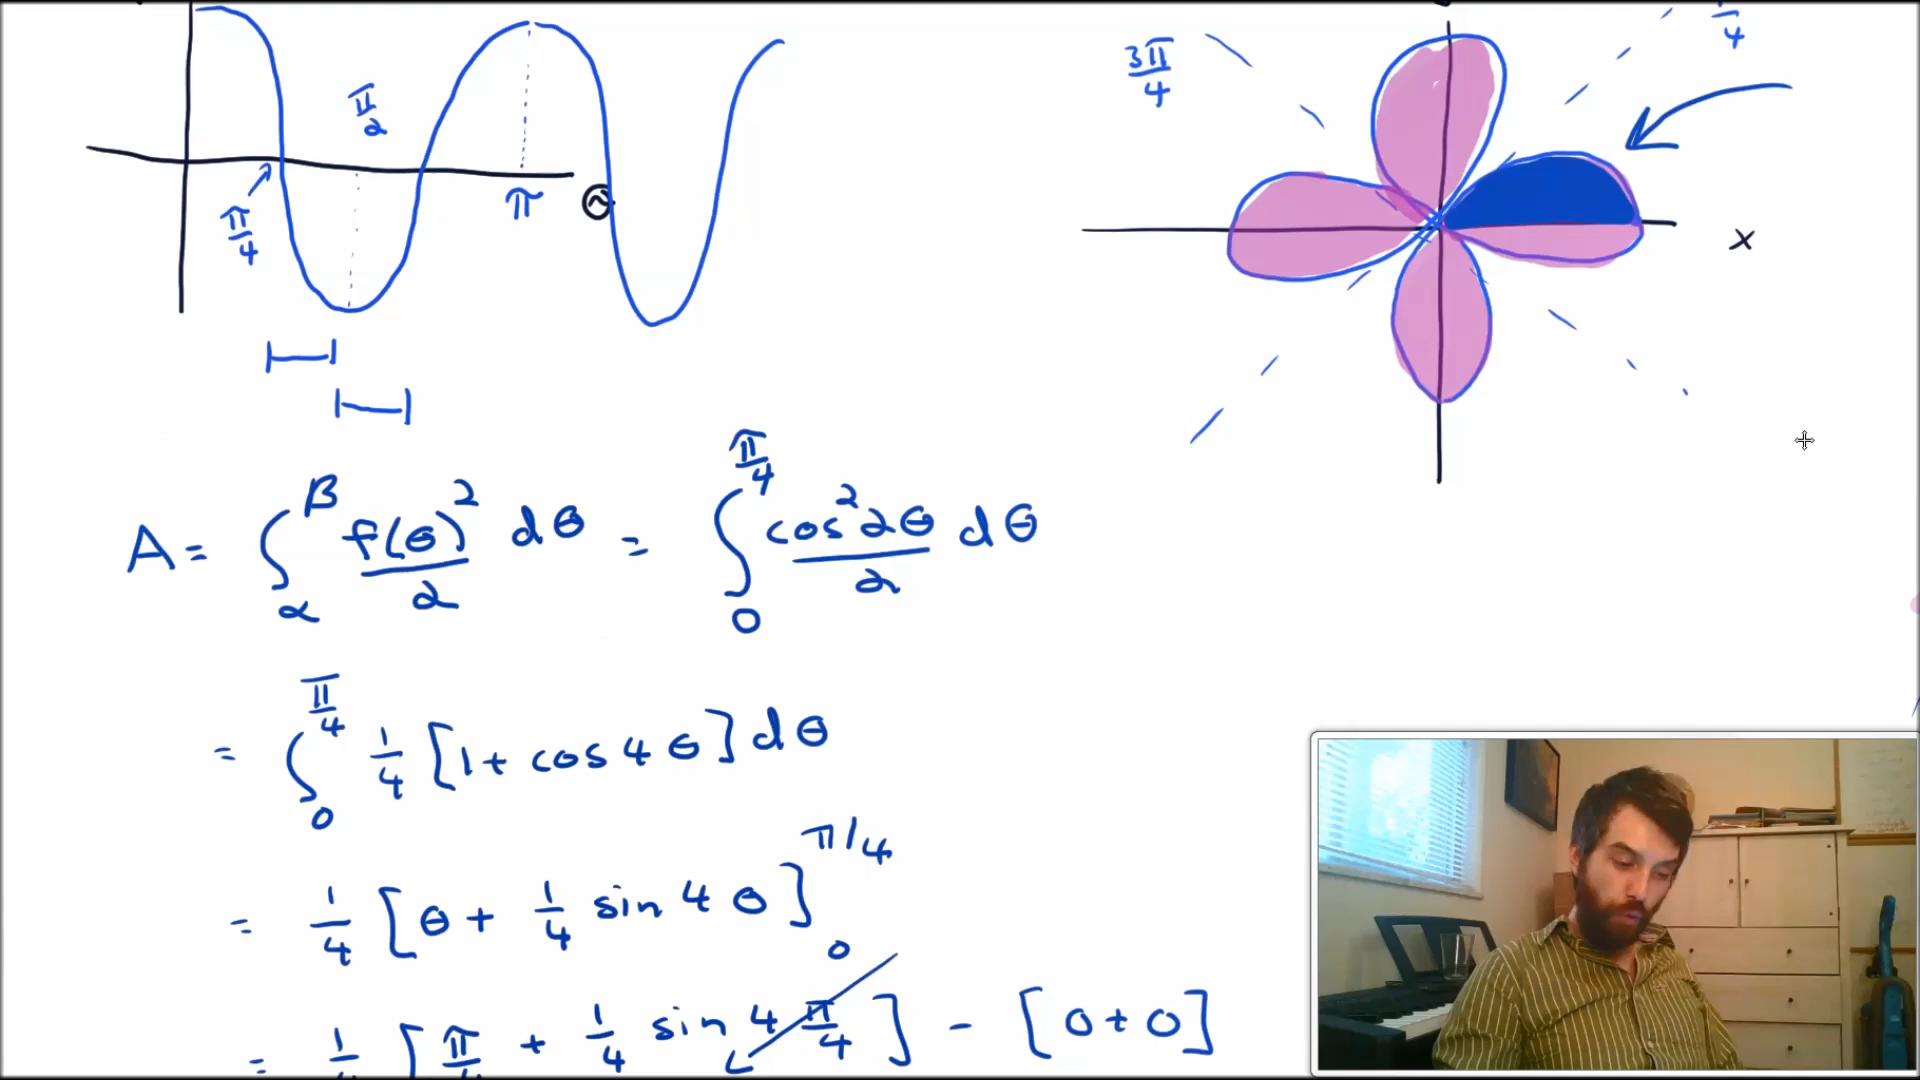 π/2
π/4
π
θ
3π/4
π/4
x
A = ∫_α^β f(θ)²/2 dθ = ∫_0^{π/4} cos²2θ/2 dθ
= ∫_0^{π/4} 1/4 [1 + cos 4θ] dθ
= 1/4 [θ + 1/4 sin 4θ]_0^{π/4}
= 1/4 [π/4 + 1/4 sin 4 π/4] - [0 + 0]